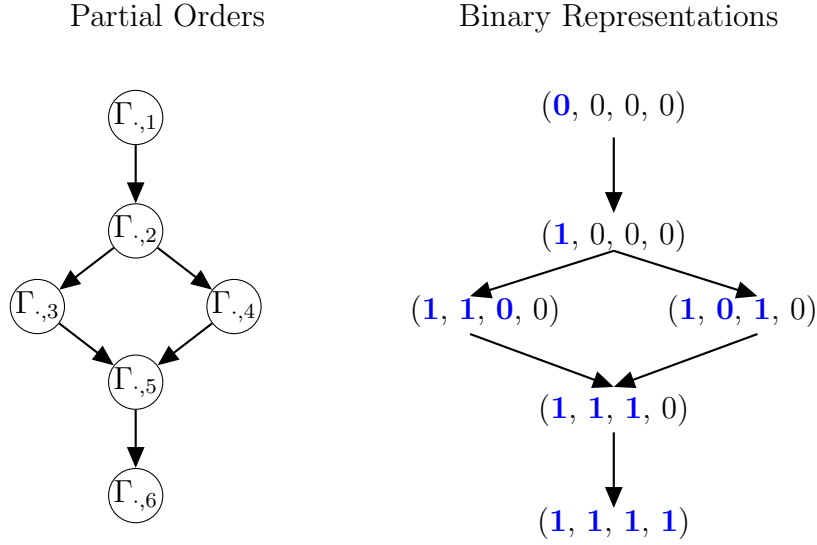 Partial Orders
Binary Representations
Γ·,1
(0, 0, 0, 0)
Γ·,2
(1, 0, 0, 0)
Γ·,3
Γ·,4
(1, 1, 0, 0)
(1, 0, 1, 0)
Γ·,5
(1, 1, 1, 0)
Γ·,6
(1, 1, 1, 1)